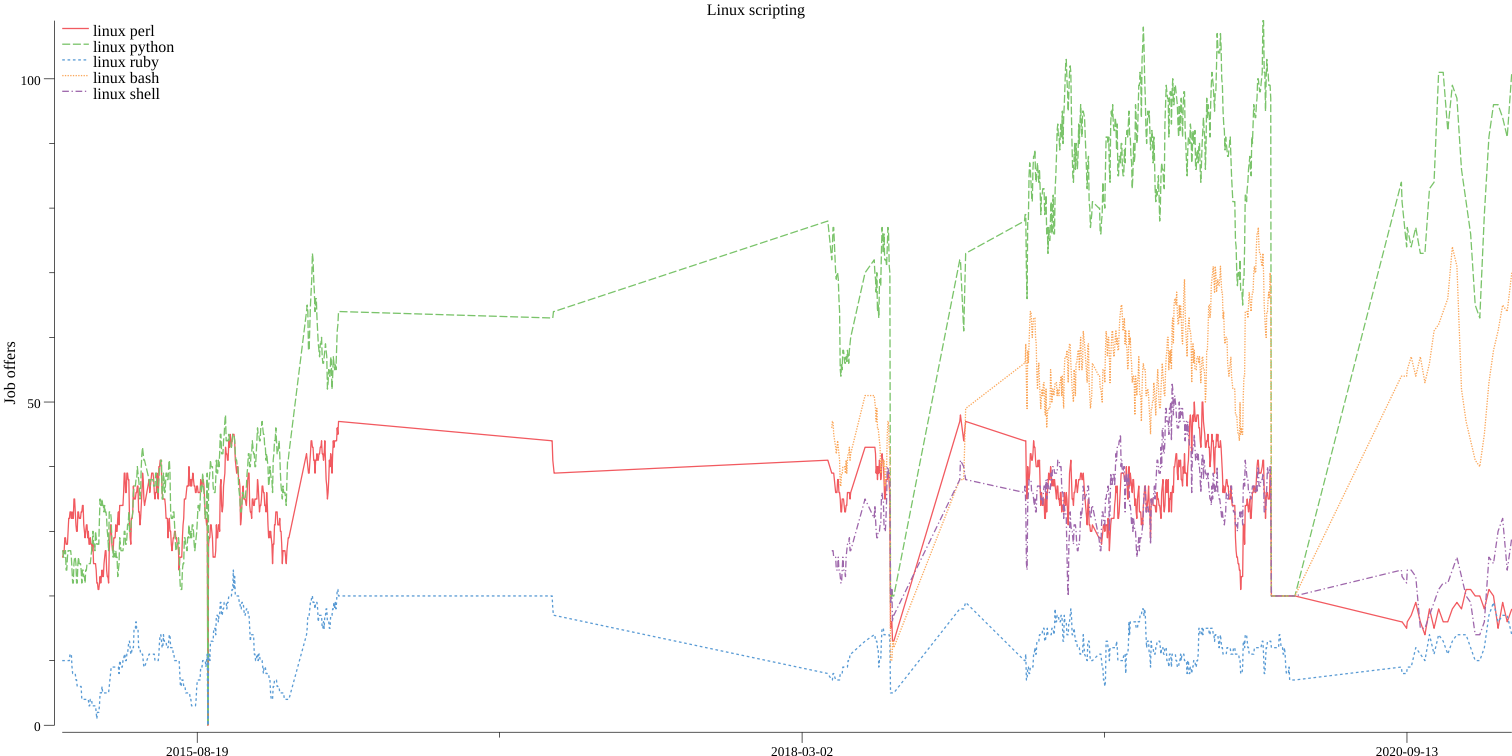 Linux scripting
linux perl
linux python
linux ruby
linux bash
linux shell
100
50
0
Job offers
2015-08-19
2018-03-02
2020-09-13